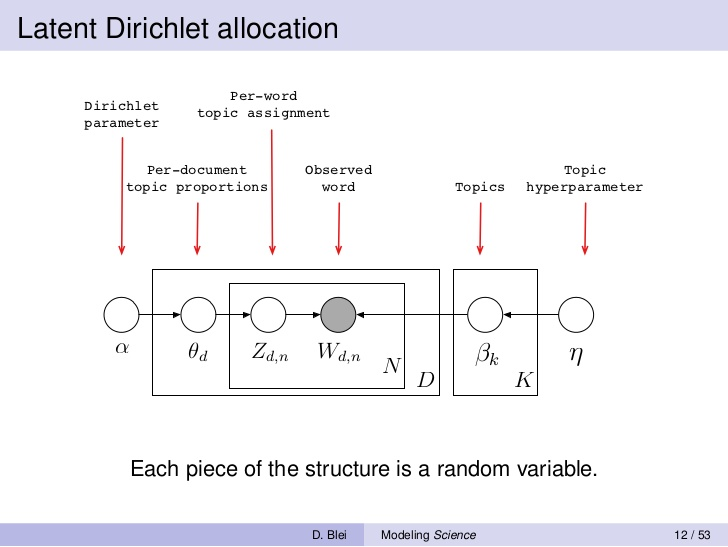 Latent Dirichlet allocation
Dirichlet
parameter
Per-word
topic assignment
Per-document
topic proportions
Observed
word
Topics
Topic
hyperparameter
α
θd
Zd,n
Wd,n
N
D
βk
K
η
Each piece of the structure is a random variable.
D. Blei
Modeling Science
12 / 53